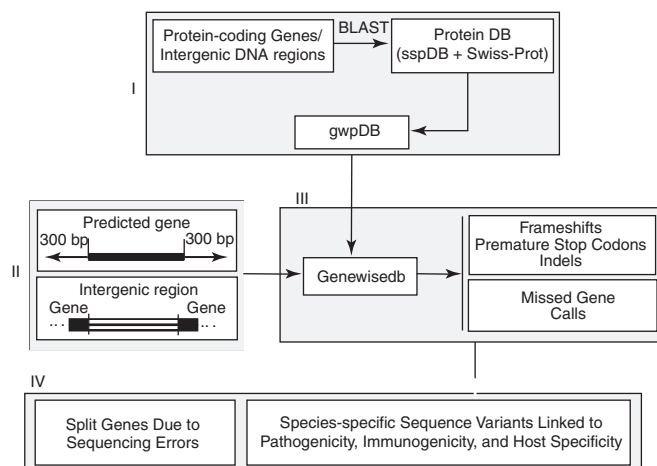 Protein-coding Genes/
Intergenic DNA regions
BLAST
Protein DB
(sspDB + Swiss-Prot)
I
gwpDB
II
Predicted gene
300 bp
300 bp
Intergenic region
Gene
Gene
III
Genewisedb
Frameshifts
Premature Stop Codons
Indels
Missed Gene
Calls
IV
Split Genes Due to
Sequencing Errors
Species-specific Sequence Variants Linked to
Pathogenicity, Immunogenicity, and Host Specificity